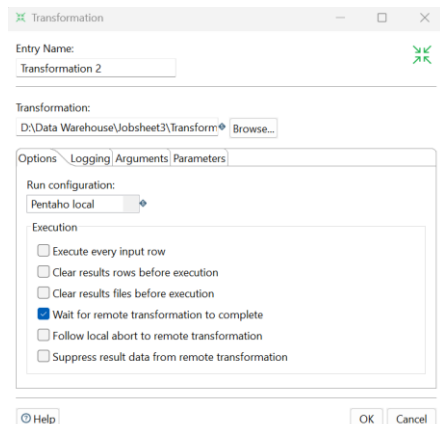 Transformation
Entry Name:
Transformation 2
Transformation:
D:\Data Warehouse\Jobsheet3\Transform Browse...
Options Logging Arguments Parameters
Run configuration:
Pentaho local
Execution
Execute every input row
Clear results rows before execution
Clear results files before execution
Wait for remote transformation to complete
Follow local abort to remote transformation
Suppress result data from remote transformation
Help OK Cancel